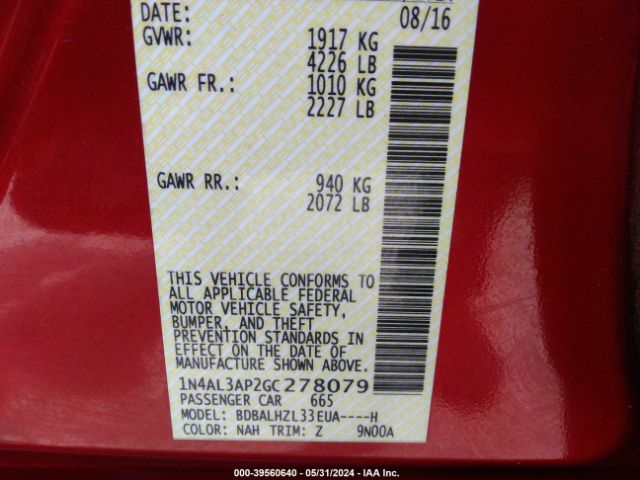 DATE: 08/16
GVWR: 1917 KG
4226 LB
GAWR FR.: 1010 KG
2227 LB
GAWR RR.: 940 KG
2072 LB
THIS VEHICLE CONFORMS TO
ALL APPLICABLE FEDERAL
MOTOR VEHICLE SAFETY,
BUMPER, AND THEFT
PREVENTION STANDARDS
IN EFFECT ON THE DATE OF
MANUFACTURE SHOWN ABOVE.
1N4AL3AP2GC278079
PASSENGER CAR 665
MODEL: BDBALHZL33EUA----H
COLOR: NAH TRIM: Z 9N00A
000-39560640 - 05/31/2024 - IAA Inc.